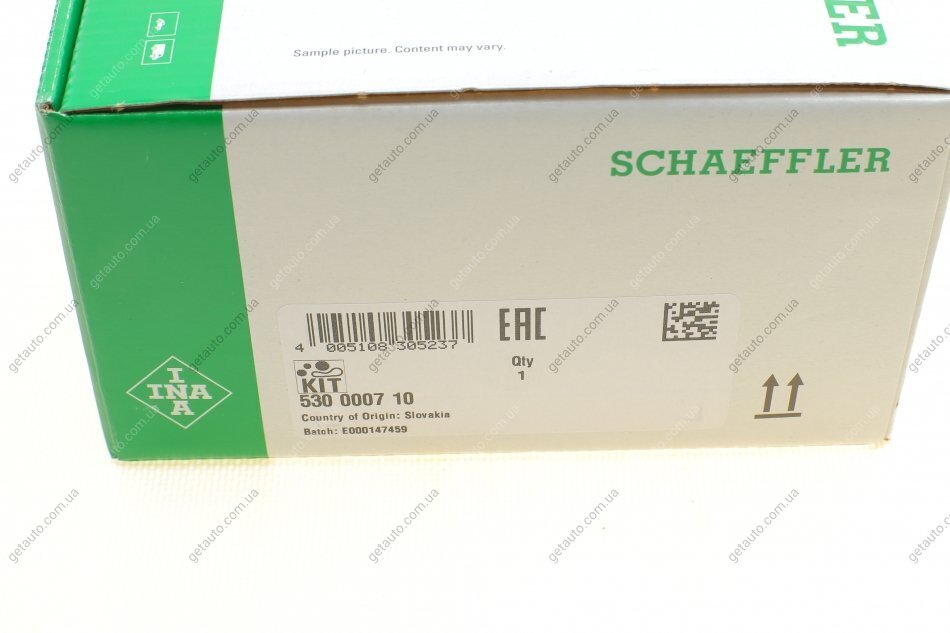 Sample picture. Content may vary.
SCHAEFFLER
4 005108 305237
EAC
KIT
Qty
1
530 0007 10
Country of Origin: Slovakia
Batch: E000147459
INA
INA
getauto.com.ua